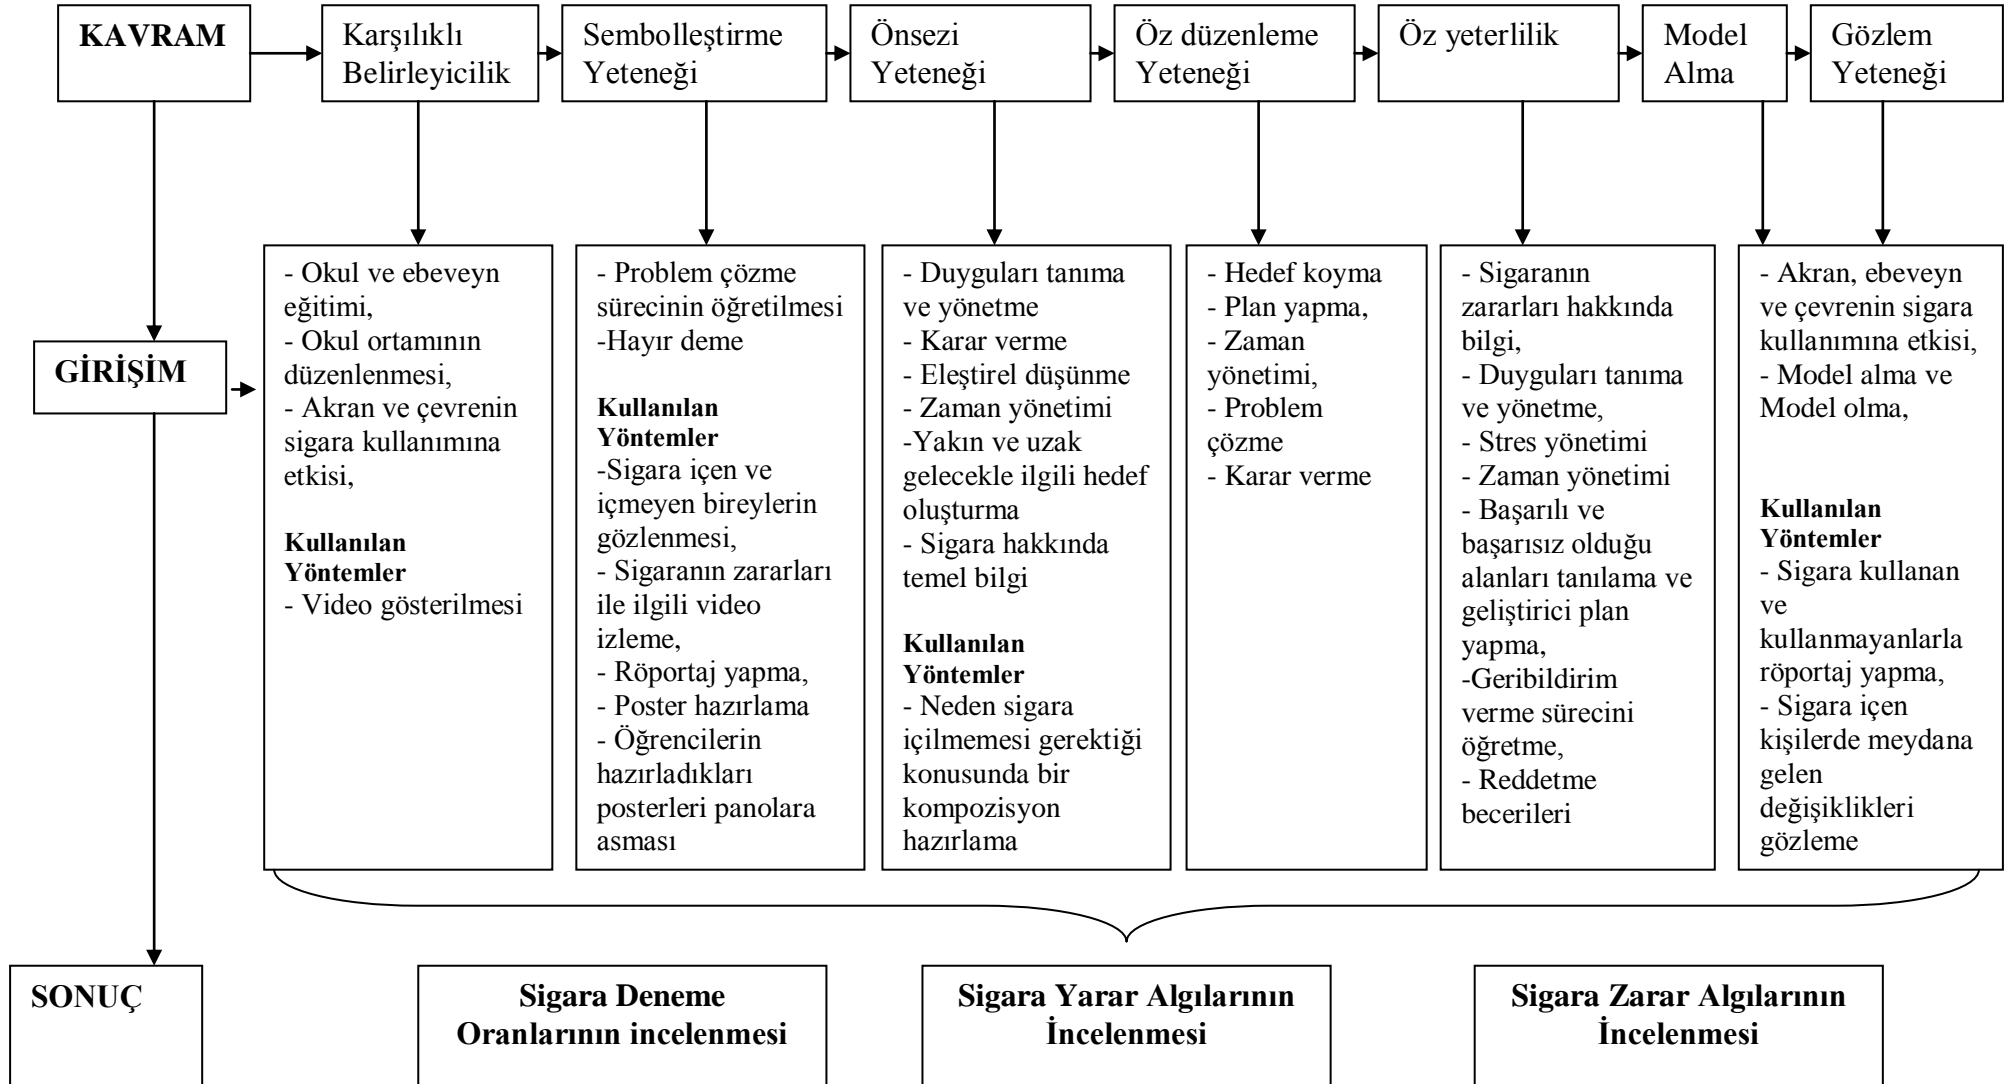 KAVRAM
Karşılıklı
Belirleyicilik
Sembolleştirme
Yeteneği
Önsezi
Yeteneği
Öz düzenleme
Yeteneği
Öz yeterlilik
Model
Alma
Gözlem
Yeteneği
GİRİŞİM
- Okul ve ebeveyn
eğitimi,
- Okul ortamının
düzenlenmesi,
- Akran ve çevrenin
sigara kullanımına
etkisi,
Kullanılan
Yöntemler
- Video gösterilmesi
- Problem çözme
sürecinin öğretilmesi
-Hayır deme
Kullanılan
Yöntemler
-Sigara içen ve
içmeyen bireylerin
gözlenmesi,
- Sigaranın zararları
ile ilgili video
izleme,
- Röportaj yapma,
- Poster hazırlama
- Öğrencilerin
hazırladıkları
posterleri panolara
asması
- Duyguları tanıma
ve yönetme
- Karar verme
- Eleştirel düşünme
- Zaman yönetimi
-Yakın ve uzak
gelecekle ilgili hedef
oluşturma
- Sigara hakkında
temel bilgi
Kullanılan
Yöntemler
- Neden sigara
içilmemesi gerektiği
konusunda bir
kompozisyon
hazırlama
- Hedef koyma
- Plan yapma,
- Zaman
yönetimi,
- Problem
çözme
- Karar verme
- Sigaranın
zararları hakkında
bilgi,
- Duyguları tanıma
ve yönetme,
- Stres yönetimi
- Zaman yönetimi
- Başarılı ve
başarısız olduğu
alanları tanılama ve
geliştirici plan
yapma,
-Geribildirim
verme sürecini
öğretme,
- Reddetme
becerileri
- Akran, ebeveyn
ve çevrenin sigara
kullanımına etkisi,
- Model alma ve
Model olma,
Kullanılan
Yöntemler
- Sigara kullanan
ve
kullanmayanlarla
röportaj yapma,
- Sigara içen
kişilerde meydana
gelen
değişiklikleri
gözleme
SONUÇ
Sigara Deneme
Oranlarının incelenmesi
Sigara Yarar Algılarının
İncelenmesi
Sigara Zarar Algılarının
İncelenmesi